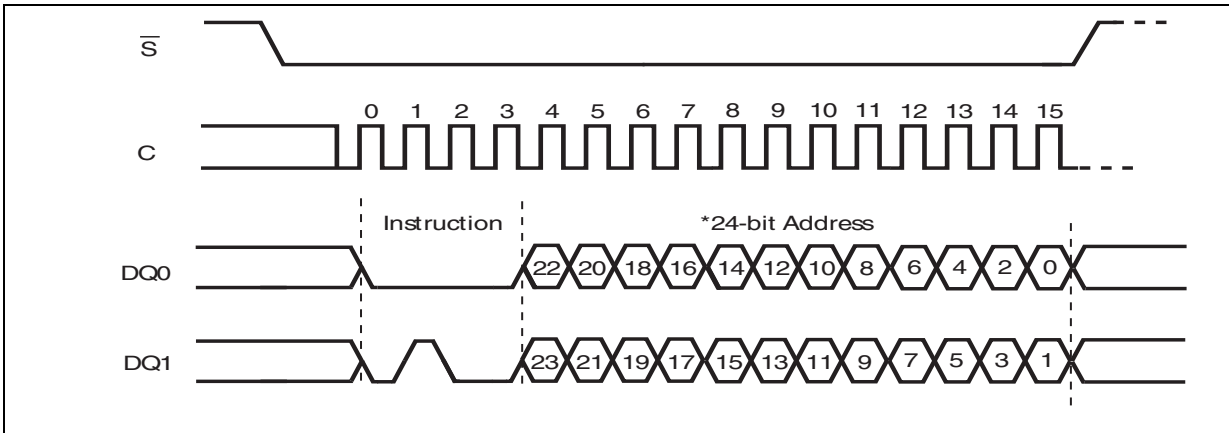 S
0 1 2 3 4 5 6 7 8 9 10 11 12 13 14 15
C
Instruction *24-bit Address
DQ0 22 20 18 16 14 12 10 8 6 4 2 0
DQ1 23 21 19 17 15 13 11 9 7 5 3 1